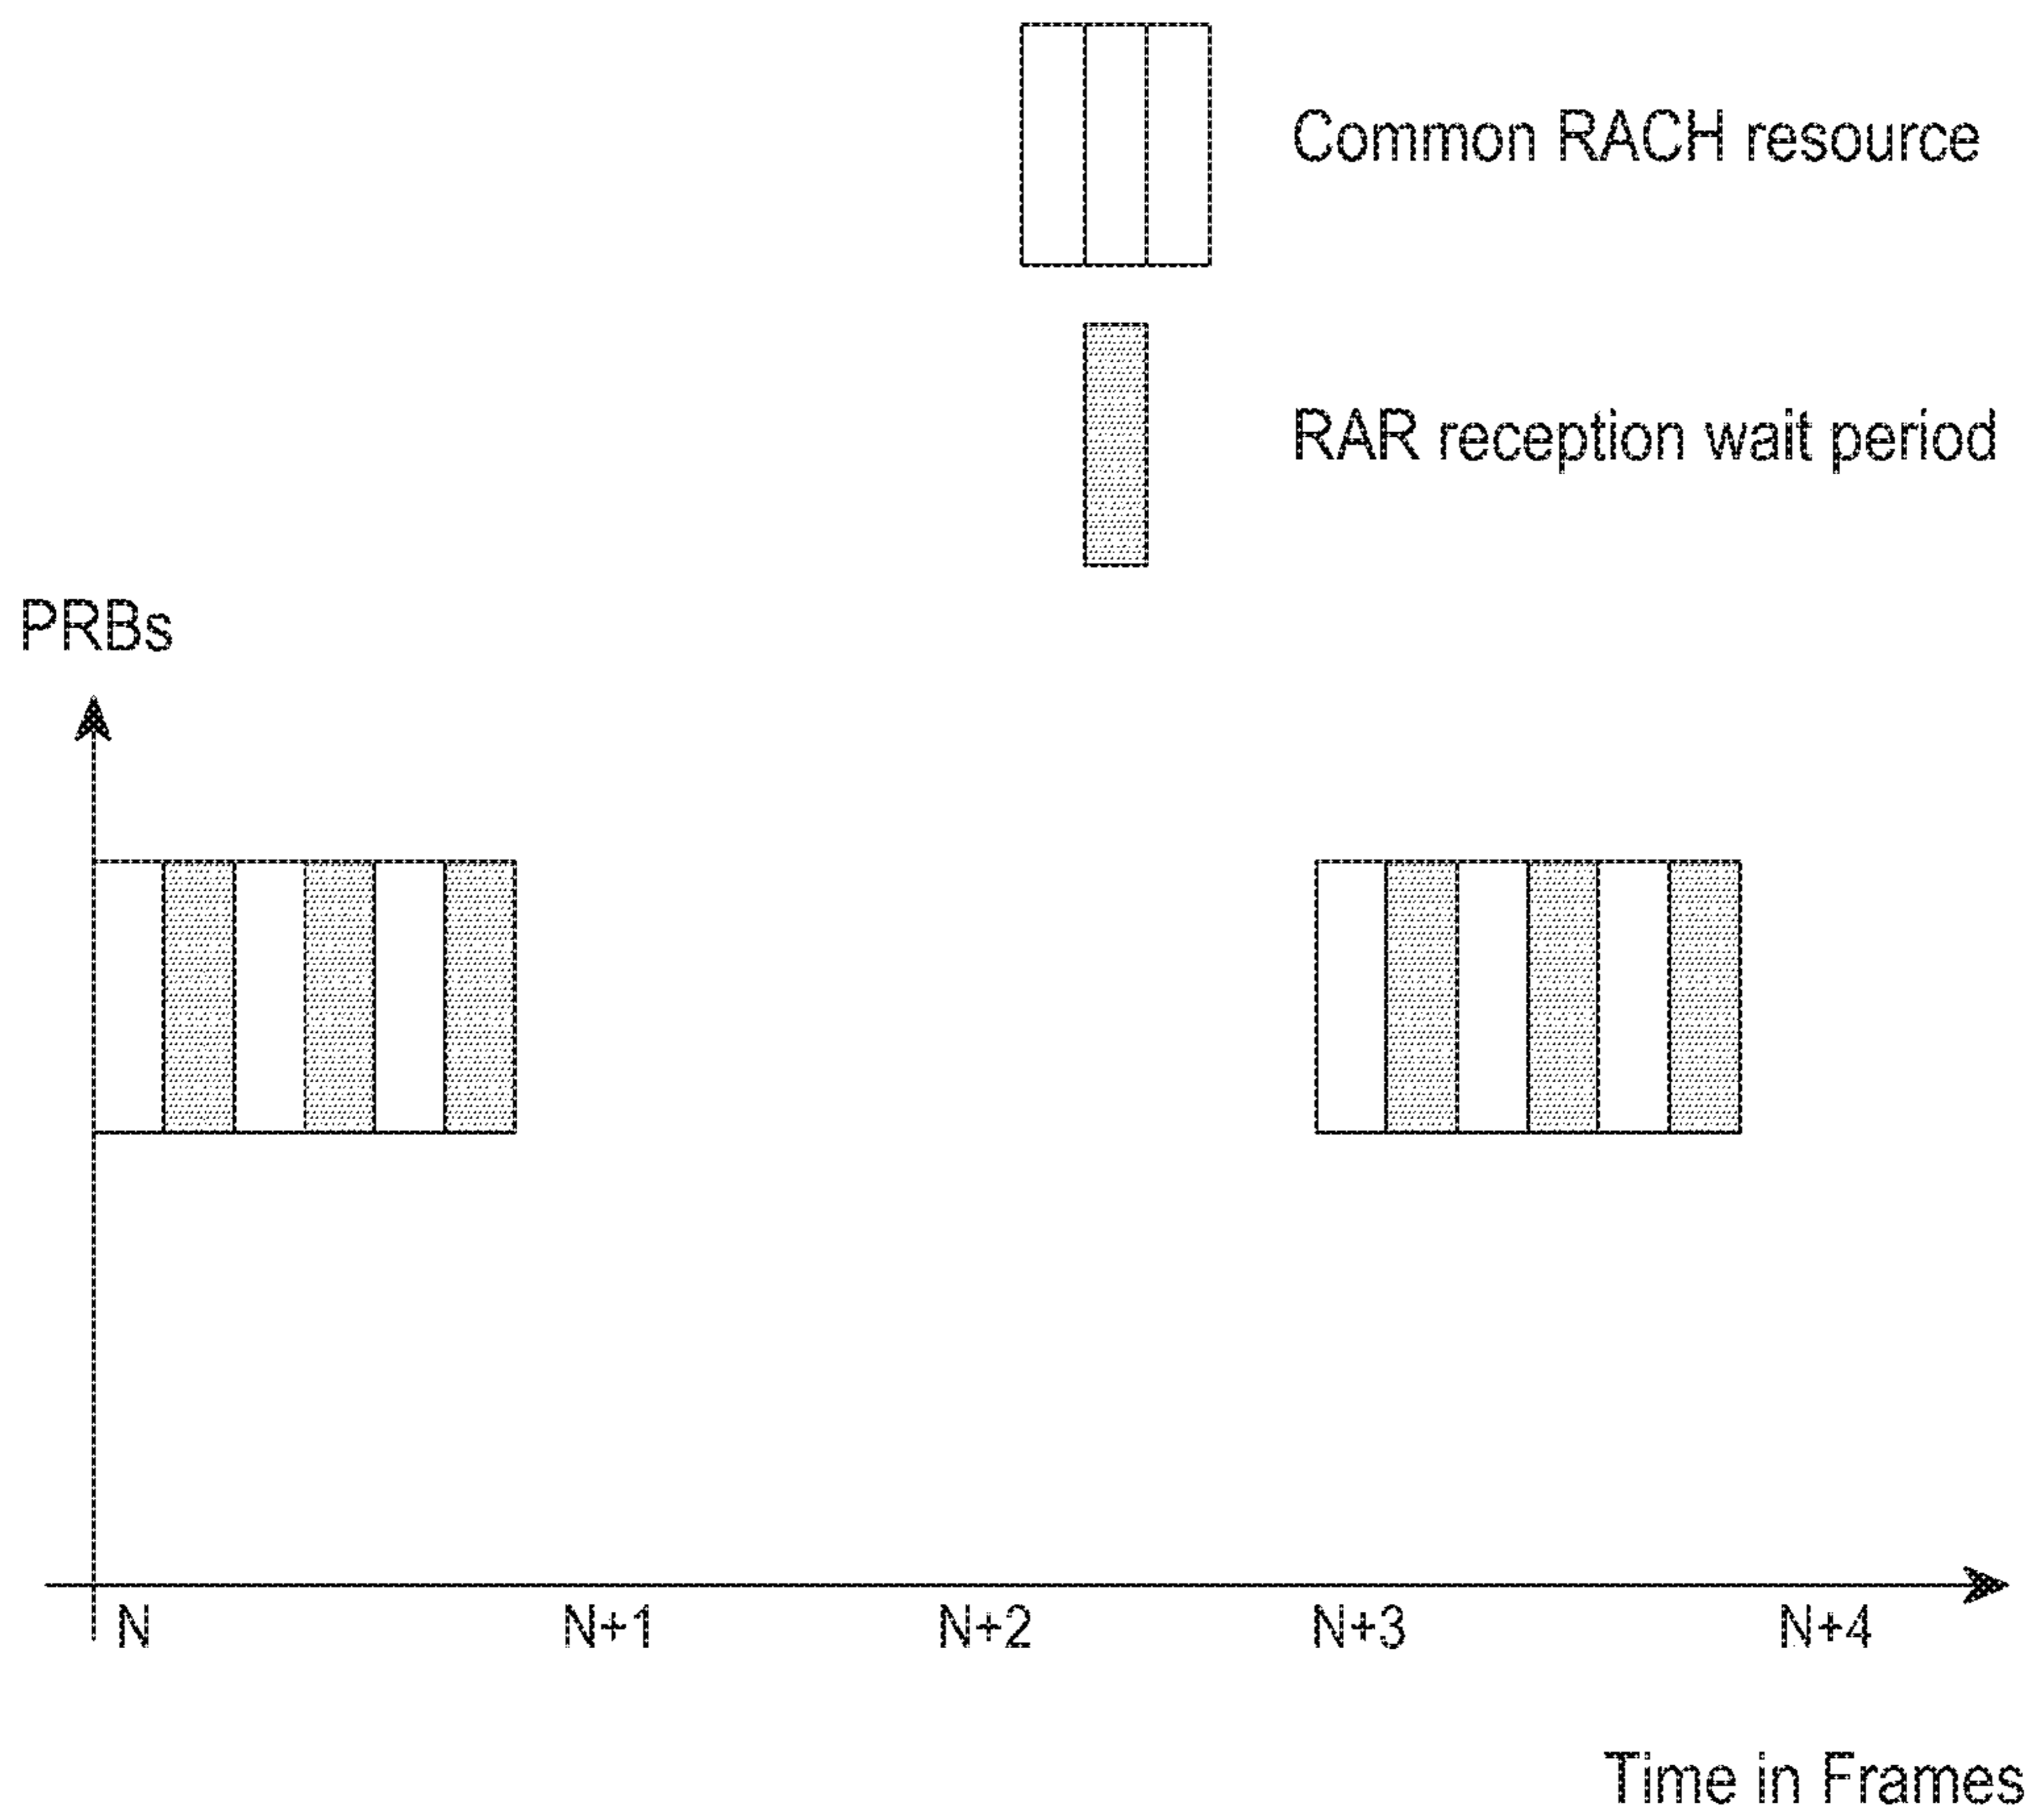 Common RACH resource
RAR reception wait period
PRBs
N N+1 N+2 N+3 N+4
Time in Frames